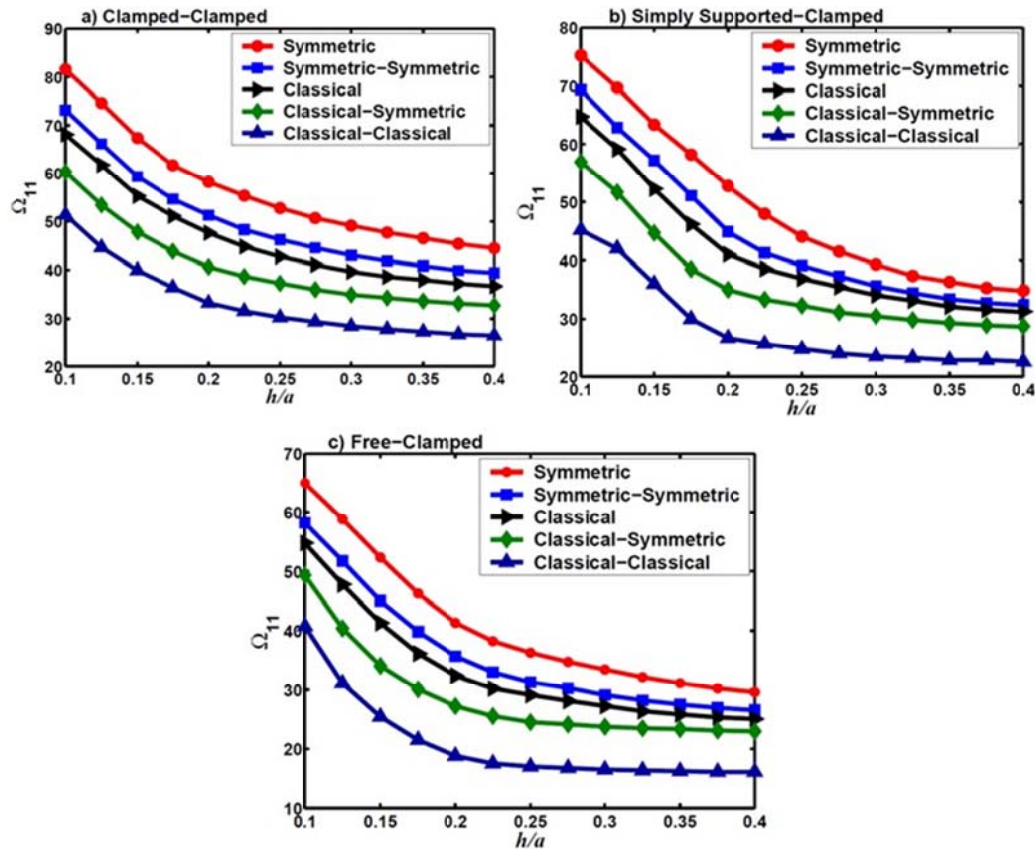 a) Clamped-Clamped
90
80
70
60
50
40
30
20
Ω11
Symmetric
Symmetric-Symmetric
Classical
Classical-Symmetric
Classical-Classical
0.1 0.15 0.2 0.25 0.3 0.35 0.4
h/a
b) Simply Supported-Clamped
80
70
60
50
40
30
20
Ω11
Symmetric
Symmetric-Symmetric
Classical
Classical-Symmetric
Classical-Classical
0.1 0.15 0.2 0.25 0.3 0.35 0.4
h/a
c) Free-Clamped
70
60
50
40
30
20
10
Ω11
Symmetric
Symmetric-Symmetric
Classical
Classical-Symmetric
Classical-Classical
0.1 0.15 0.2 0.25 0.3 0.35 0.4
h/a